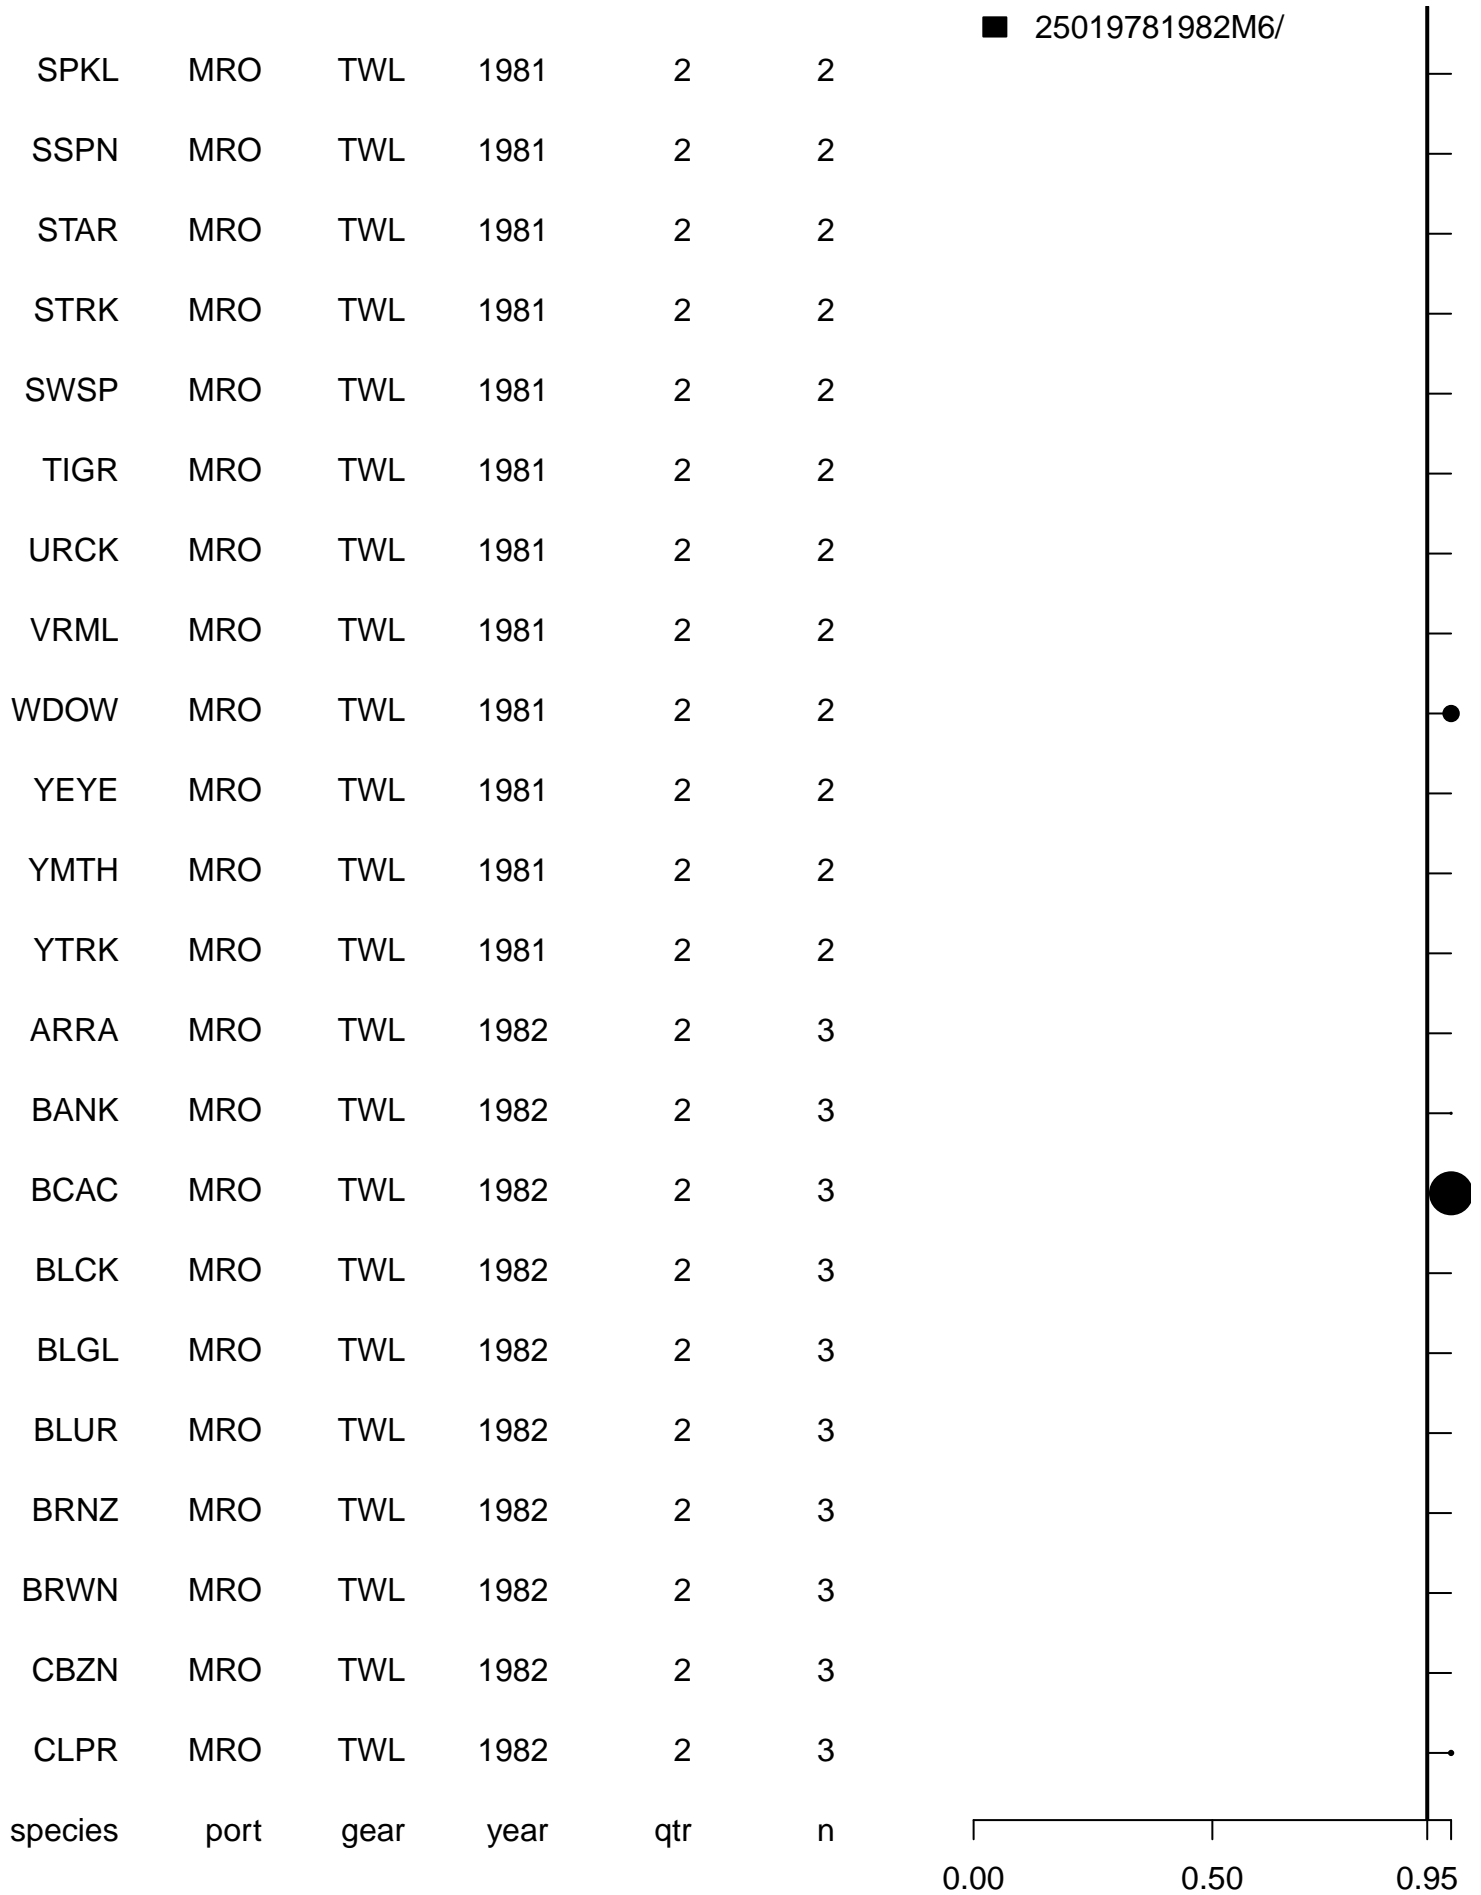 25019781982M6/
SPKL MRO TWL 1981 2 2
SSPN MRO TWL 1981 2 2
STAR MRO TWL 1981 2 2
STRK MRO TWL 1981 2 2
SWSP MRO TWL 1981 2 2
TIGR MRO TWL 1981 2 2
URCK MRO TWL 1981 2 2
VRML MRO TWL 1981 2 2
WDOW MRO TWL 1981 2 2
YEYE MRO TWL 1981 2 2
YMTH MRO TWL 1981 2 2
YTRK MRO TWL 1981 2 2
ARRA MRO TWL 1982 2 3
BANK MRO TWL 1982 2 3
BCAC MRO TWL 1982 2 3
BLCK MRO TWL 1982 2 3
BLGL MRO TWL 1982 2 3
BLUR MRO TWL 1982 2 3
BRNZ MRO TWL 1982 2 3
BRWN MRO TWL 1982 2 3
CBZN MRO TWL 1982 2 3
CLPR MRO TWL 1982 2 3
species port gear year qtr n
0.00 0.50 0.95